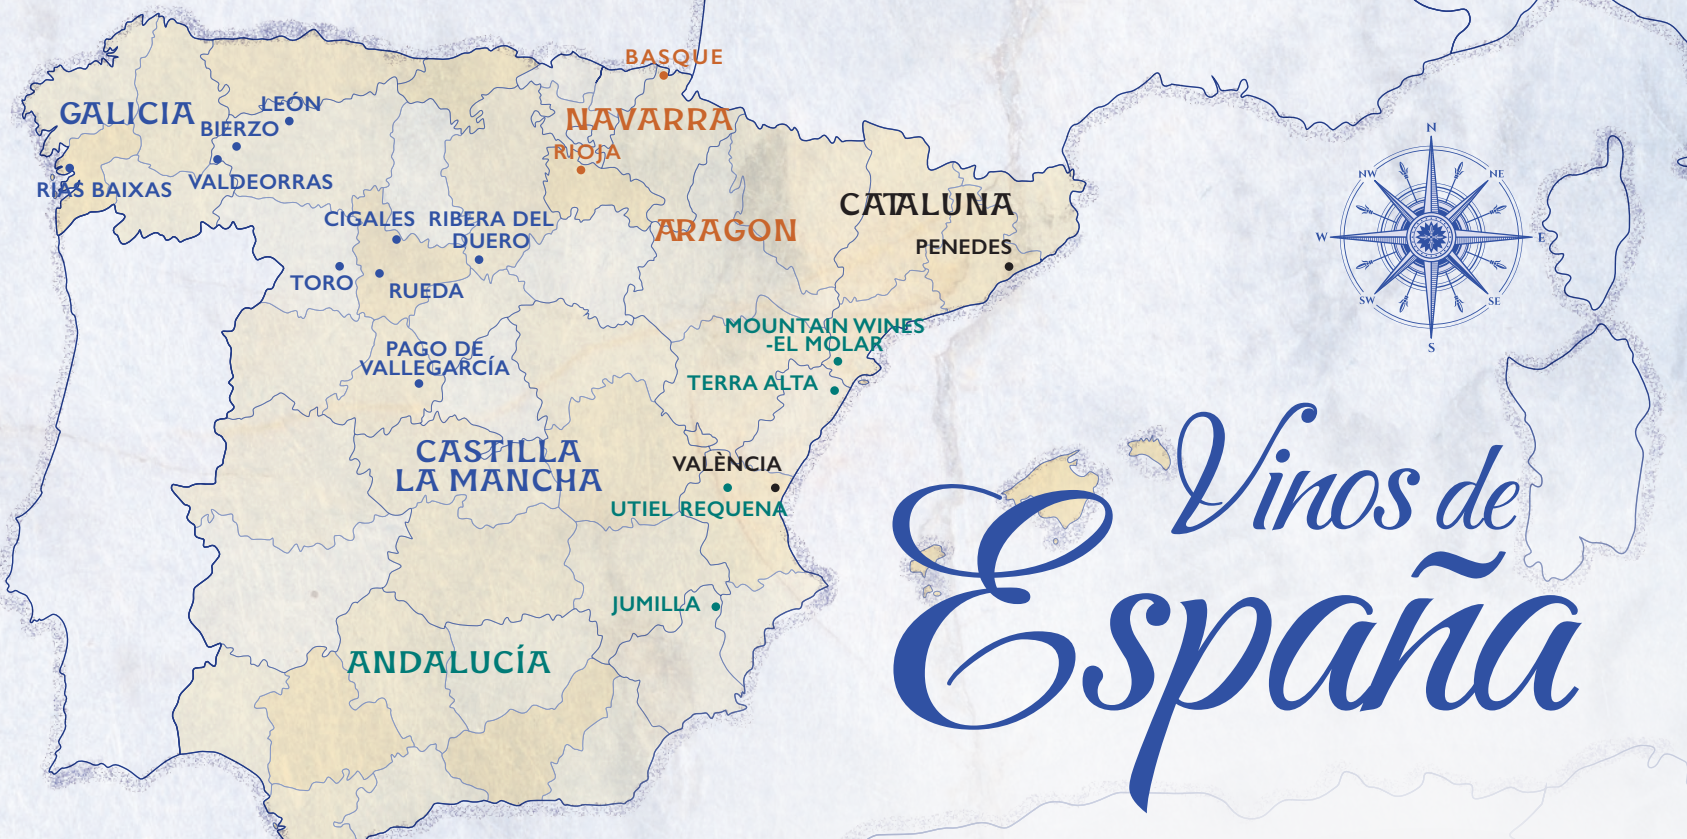 BASQUE
GALICIA
LEÓN
BIERZO
NAVARRA
RIOJA
RIAS BAIXAS
VALDEORRAS
CIGALES
RIBERA DEL
DUERO
TORO
RUEDA
ARAGON
CATALUNA
PENEDES
MOUNTAIN WINES
-EL MOLAR
PAGO DE
VALLEGARCÍA
TERRA ALTA
CASTILLA
LA MANCHA
VALÈNCIA
UTIEL REQUENA
JUMILLA
ANDALUCÍA
N
NW
NE
W
E
SW
SE
S
Vinos de
España